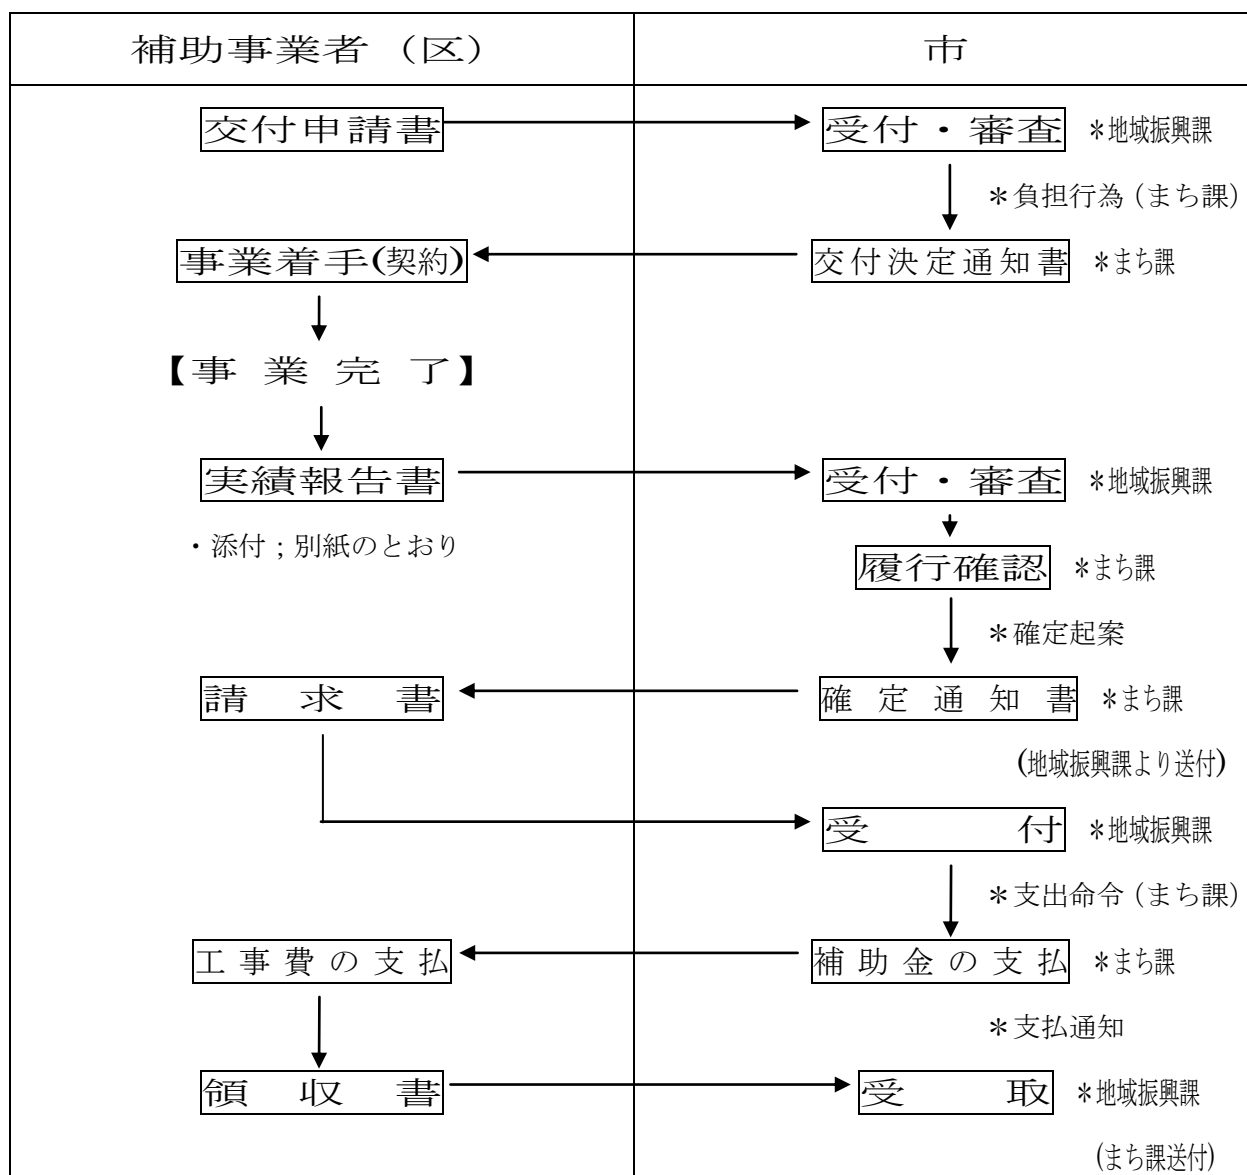 補助事業者（区）
市
交付申請書
受付・審査 ＊地域振興課
＊負担行為（まち課）
事業着手(契約)
交付決定通知書 ＊まち課
【事業完了】
実績報告書
受付・審査 ＊地域振興課
・添付；別紙のとおり
履行確認 ＊まち課
＊確定起案
請求書
確定通知書 ＊まち課
(地域振興課より送付)
受付 ＊地域振興課
＊支出命令（まち課）
工事費の支払
補助金の支払 ＊まち課
＊支払通知
領収書
受取 ＊地域振興課
(まち課送付)